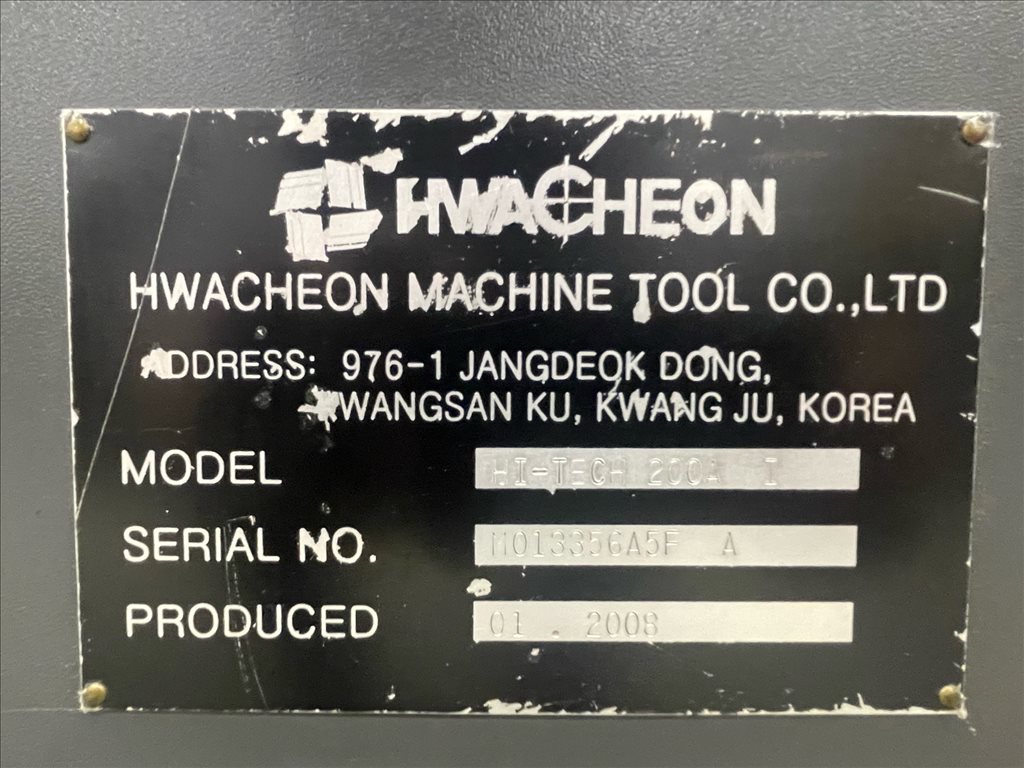 HWACHEON
HWACHEON MACHINE TOOL CO.,LTD
ADDRESS: 976-1 JANGDEOK DONG,
KWANGSAN KU, KWANG JU, KOREA
MODEL HI-TECH 200A I
SERIAL NO. M013356A5F A
PRODUCED 01 . 2008